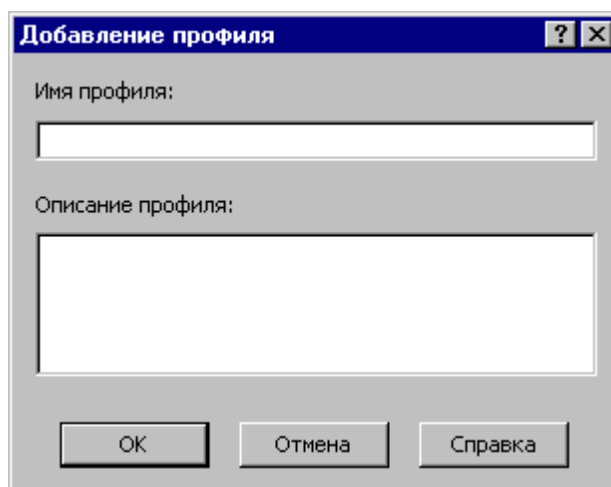 Добавление профиля
Имя профиля:
Описание профиля:
OK Отмена Справка